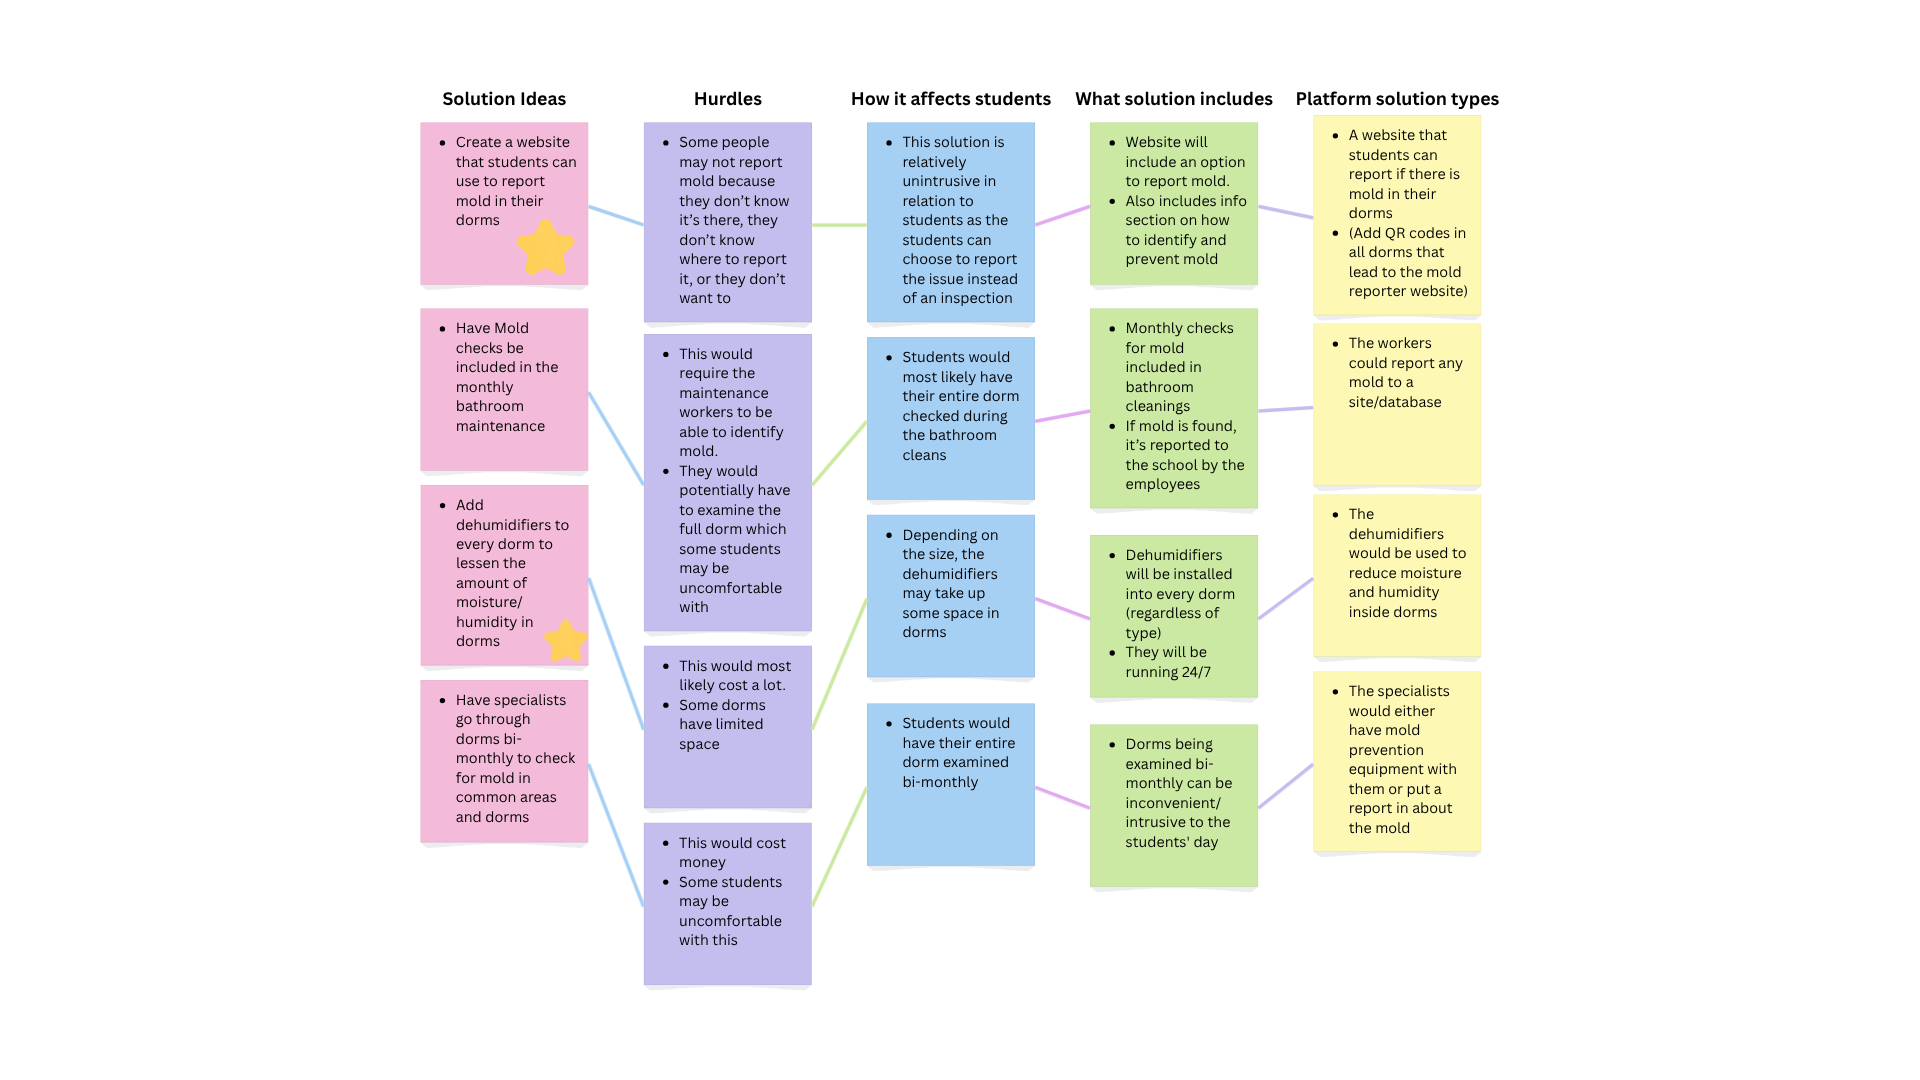 Solution Ideas
Hurdles
How it affects students
What solution includes
Platform solution types
• Create a website
that students can
use to report
mold in their
dorms
• Some people
may not report
mold because
they don’t know
it’s there, they
don’t know
where to report
it, or they don’t
want to
• This solution is
relatively
unintrusive in
relation to
students as the
students can
choose to report
the issue instead
of an inspection
• Website will
include an option
to report mold.
• Also includes info
section on how
to identify and
prevent mold
• A website that
students can
report if there is
mold in their
dorms
• (Add QR codes in
all dorms that
lead to the mold
reporter website)
• Have Mold
checks be
included in the
monthly
bathroom
maintenance
• This would
require the
maintenance
workers to be
able to identify
mold.
• They would
potentially have
to examine the
full dorm which
some students
may be
uncomfortable
with
• Students would
most likely have
their entire dorm
checked during
the bathroom
cleans
• Monthly checks
for mold
included in
bathroom
cleanings
• If mold is found,
it’s reported to
the school by the
employees
• The workers
could report any
mold to a
site/database
• Add
dehumidifiers to
every dorm to
lessen the
amount of
moisture/
humidity in
dorms
• This would most
likely cost a lot.
• Some dorms
have limited
space
• Depending on
the size, the
dehumidifiers
may take up
some space in
dorms
• Dehumidifiers
will be installed
into every dorm
(regardless of
type)
• They will be
running 24/7
• The
dehumidifiers
would be used to
reduce moisture
and humidity
inside dorms
• Have specialists
go through
dorms bi-
monthly to check
for mold in
common areas
and dorms
• This would cost
money
• Some students
may be
uncomfortable
with this
• Students would
have their entire
dorm examined
bi-monthly
• Dorms being
examined bi-
monthly can be
inconvenient/
intrusive to the
students' day
• The specialists
would either
have mold
prevention
equipment with
them or put a
report in about
the mold